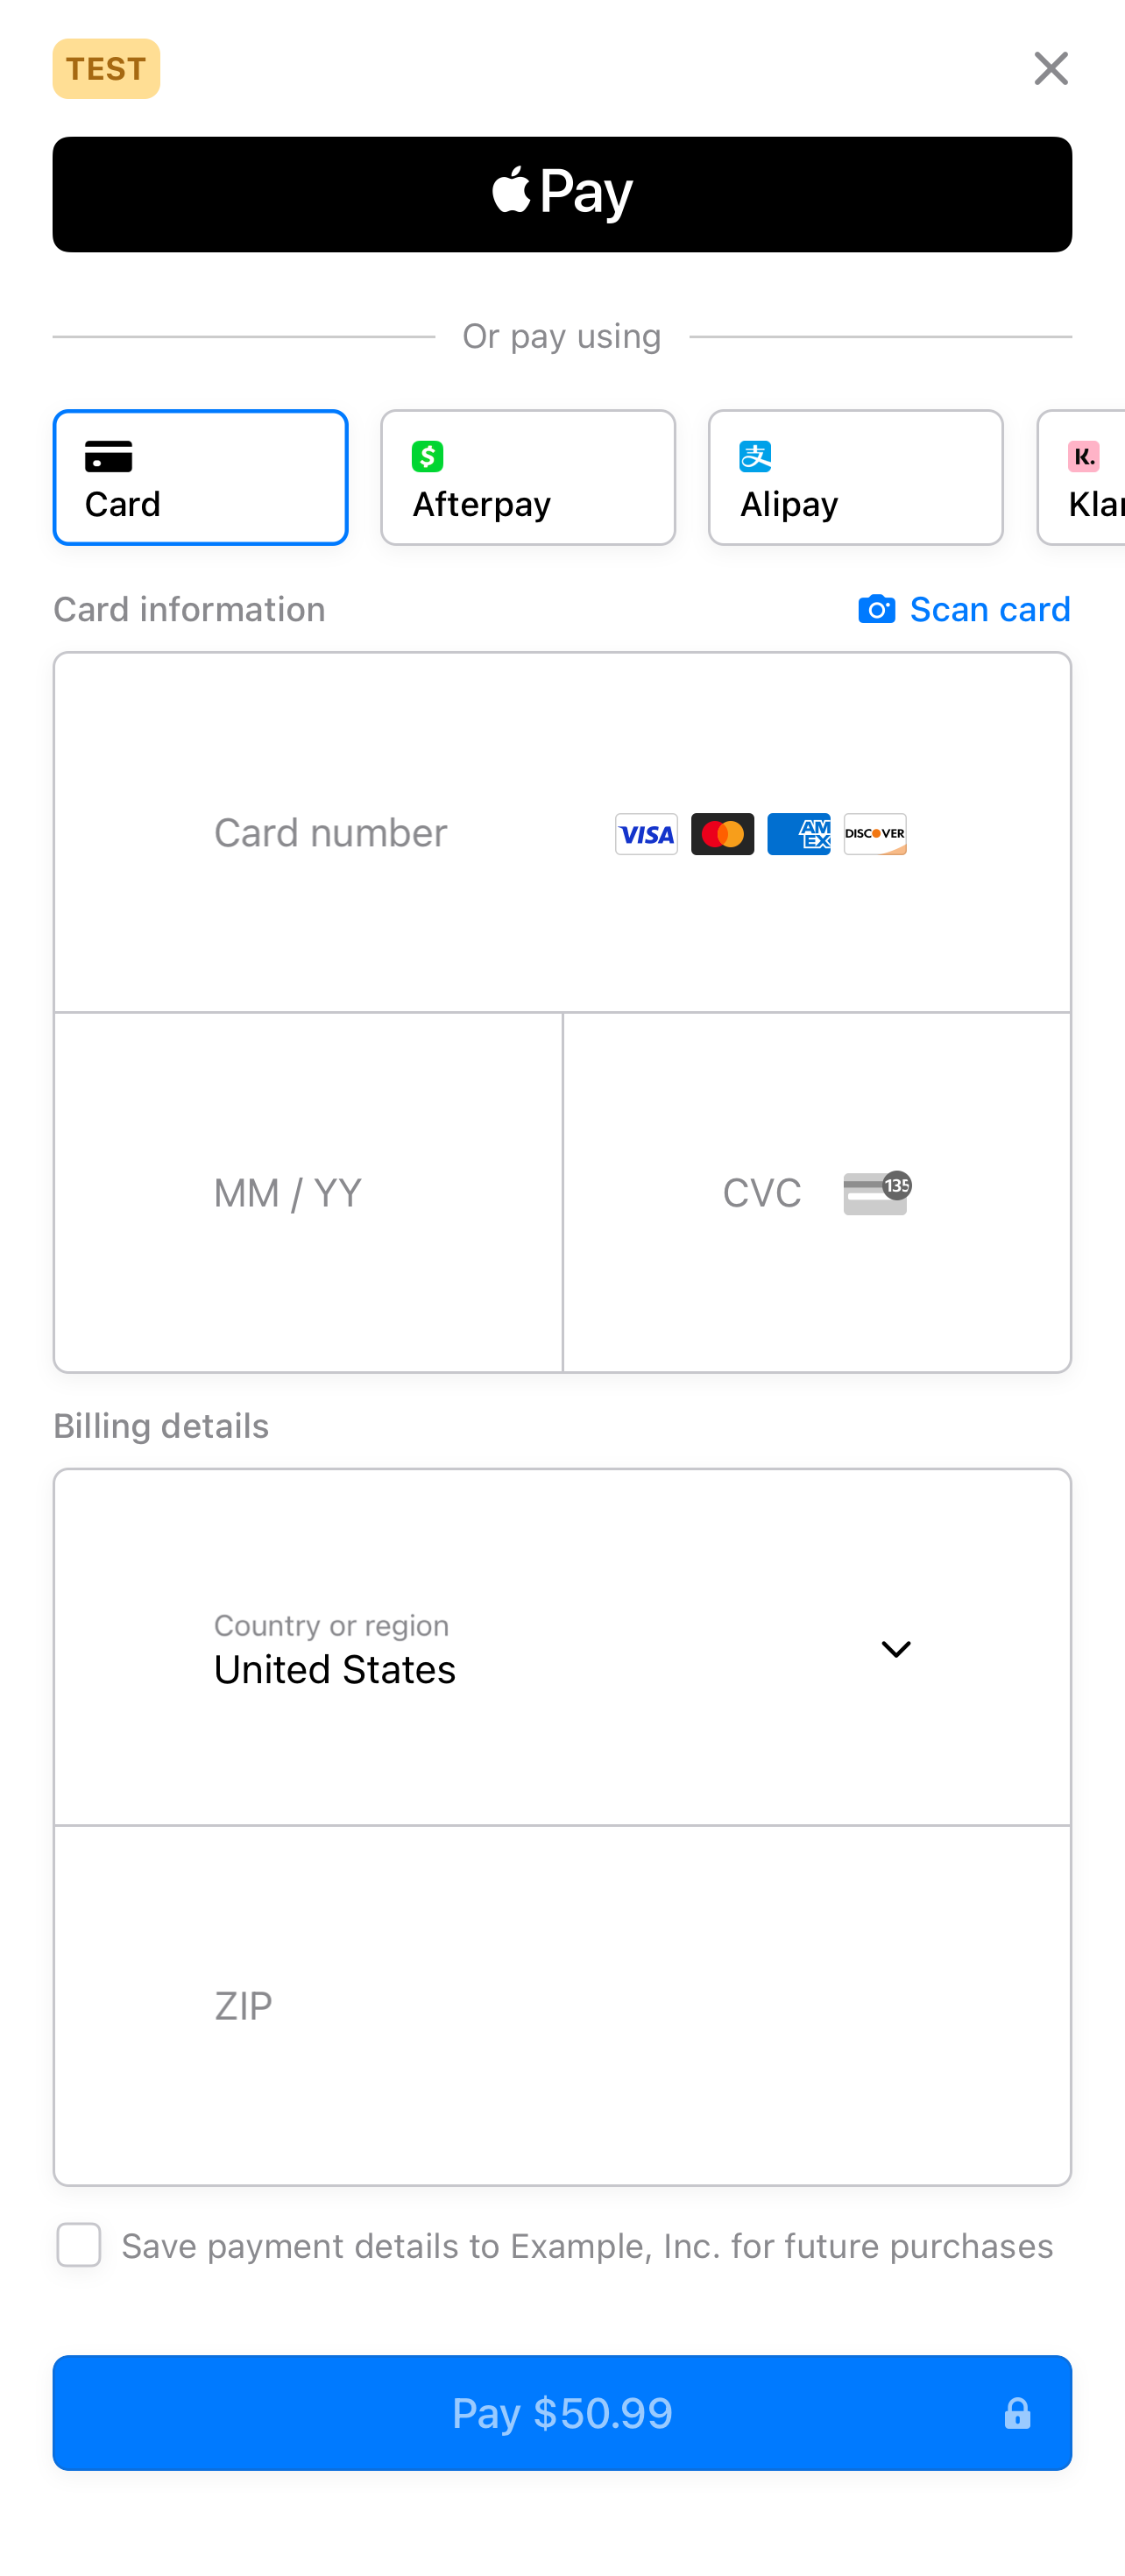 TEST
Pay
Or pay using
Card
Afterpay
Alipay
Klar
Card information
Scan card
Card number
VISA
AM EX
DISCOVER
MM / YY
CVC
135
Billing details
Country or region
United States
ZIP
Save payment details to Example, Inc. for future purchases
Pay $50.99